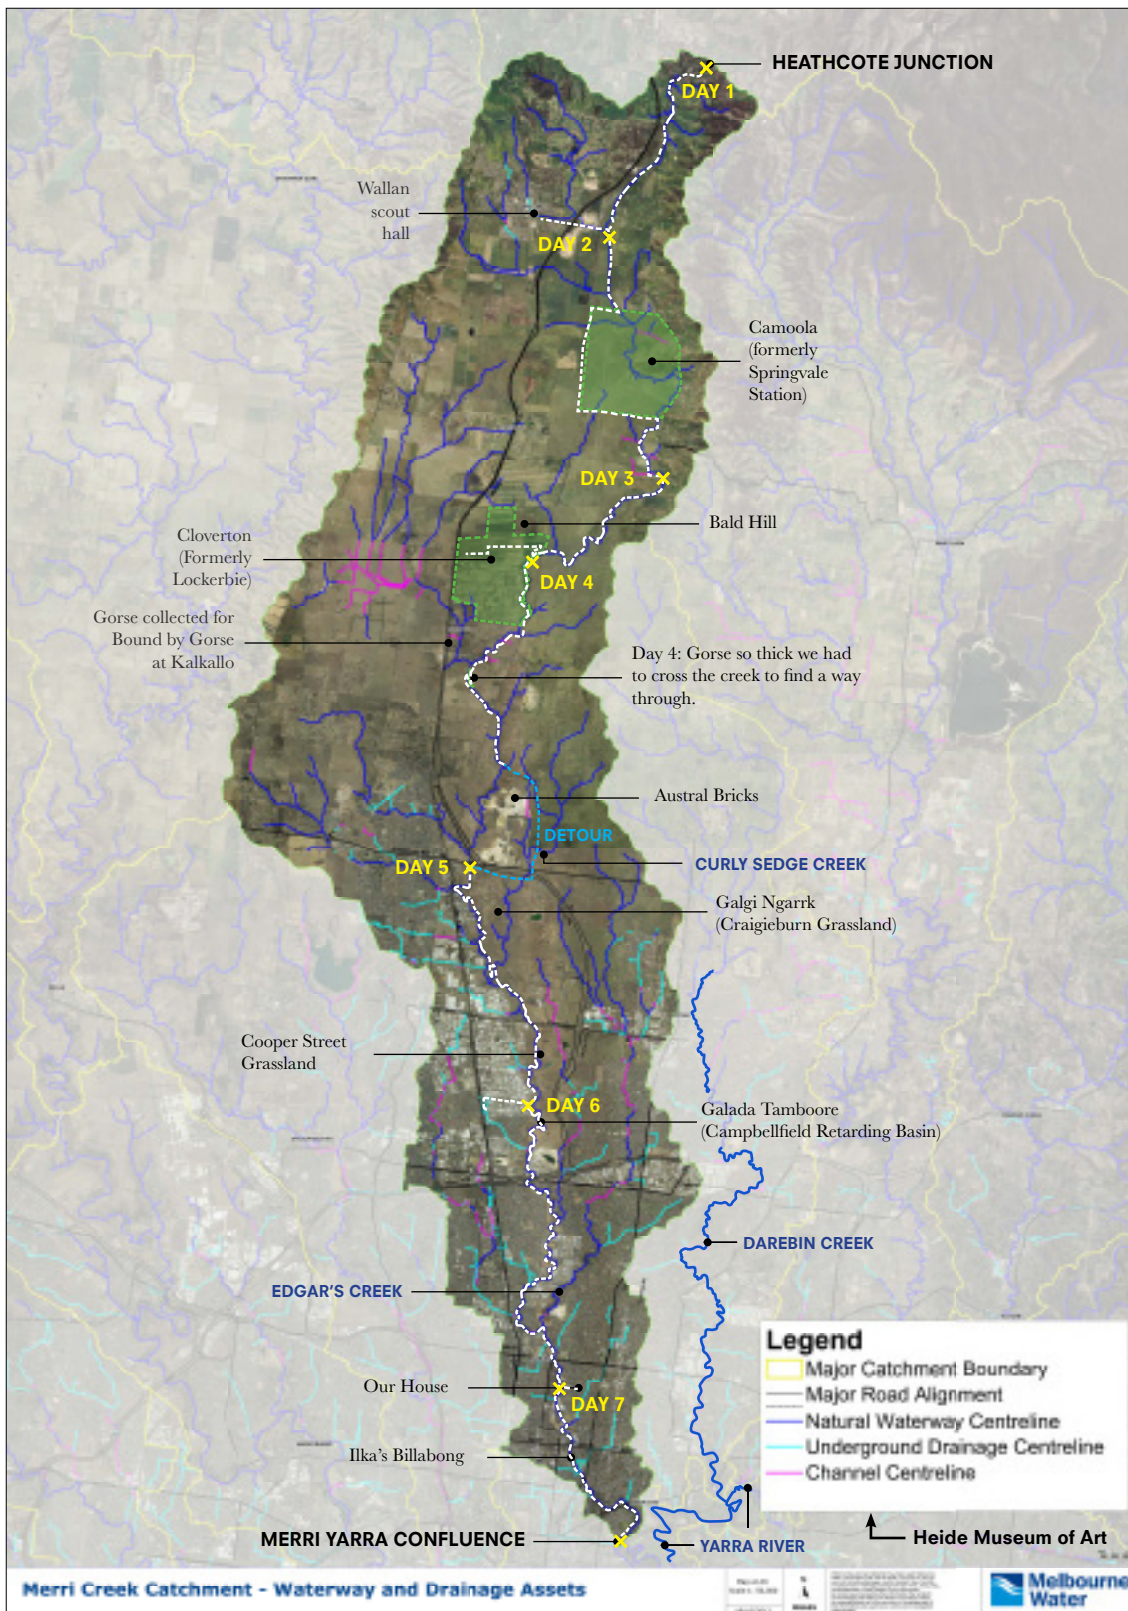 HEATHCOTE JUNCTION
DAY 1
Wallan
scout
hall
DAY 2
Camoola
(formerly
Springvale
Station)
DAY 3
Bald Hill
Cloverton
(Formerly
Lockerbie)
DAY 4
Gorse collected for
Bound by Gorse
at Kalkallo
Day 4: Gorse so thick we had
to cross the creek to find a way
through.
Austral Bricks
DETOUR
DAY 5
CURLY SEDGE CREEK
Galgi Ngarrk
(Craigieburn Grassland)
Cooper Street
Grassland
DAY 6
Galada Tamboore
(Campbellfield Retarding Basin)
DAREBIN CREEK
EDGAR'S CREEK
Our House
DAY 7
Ilka's Billabong
MERRI YARRA CONFLUENCE
YARRA RIVER
Legend
Major Catchment Boundary
Major Road Alignment
Natural Waterway Centreline
Underground Drainage Centreline
Channel Centreline
Heide Museum of Art
Merri Creek Catchment - Waterway and Drainage Assets
Melbourne
Water